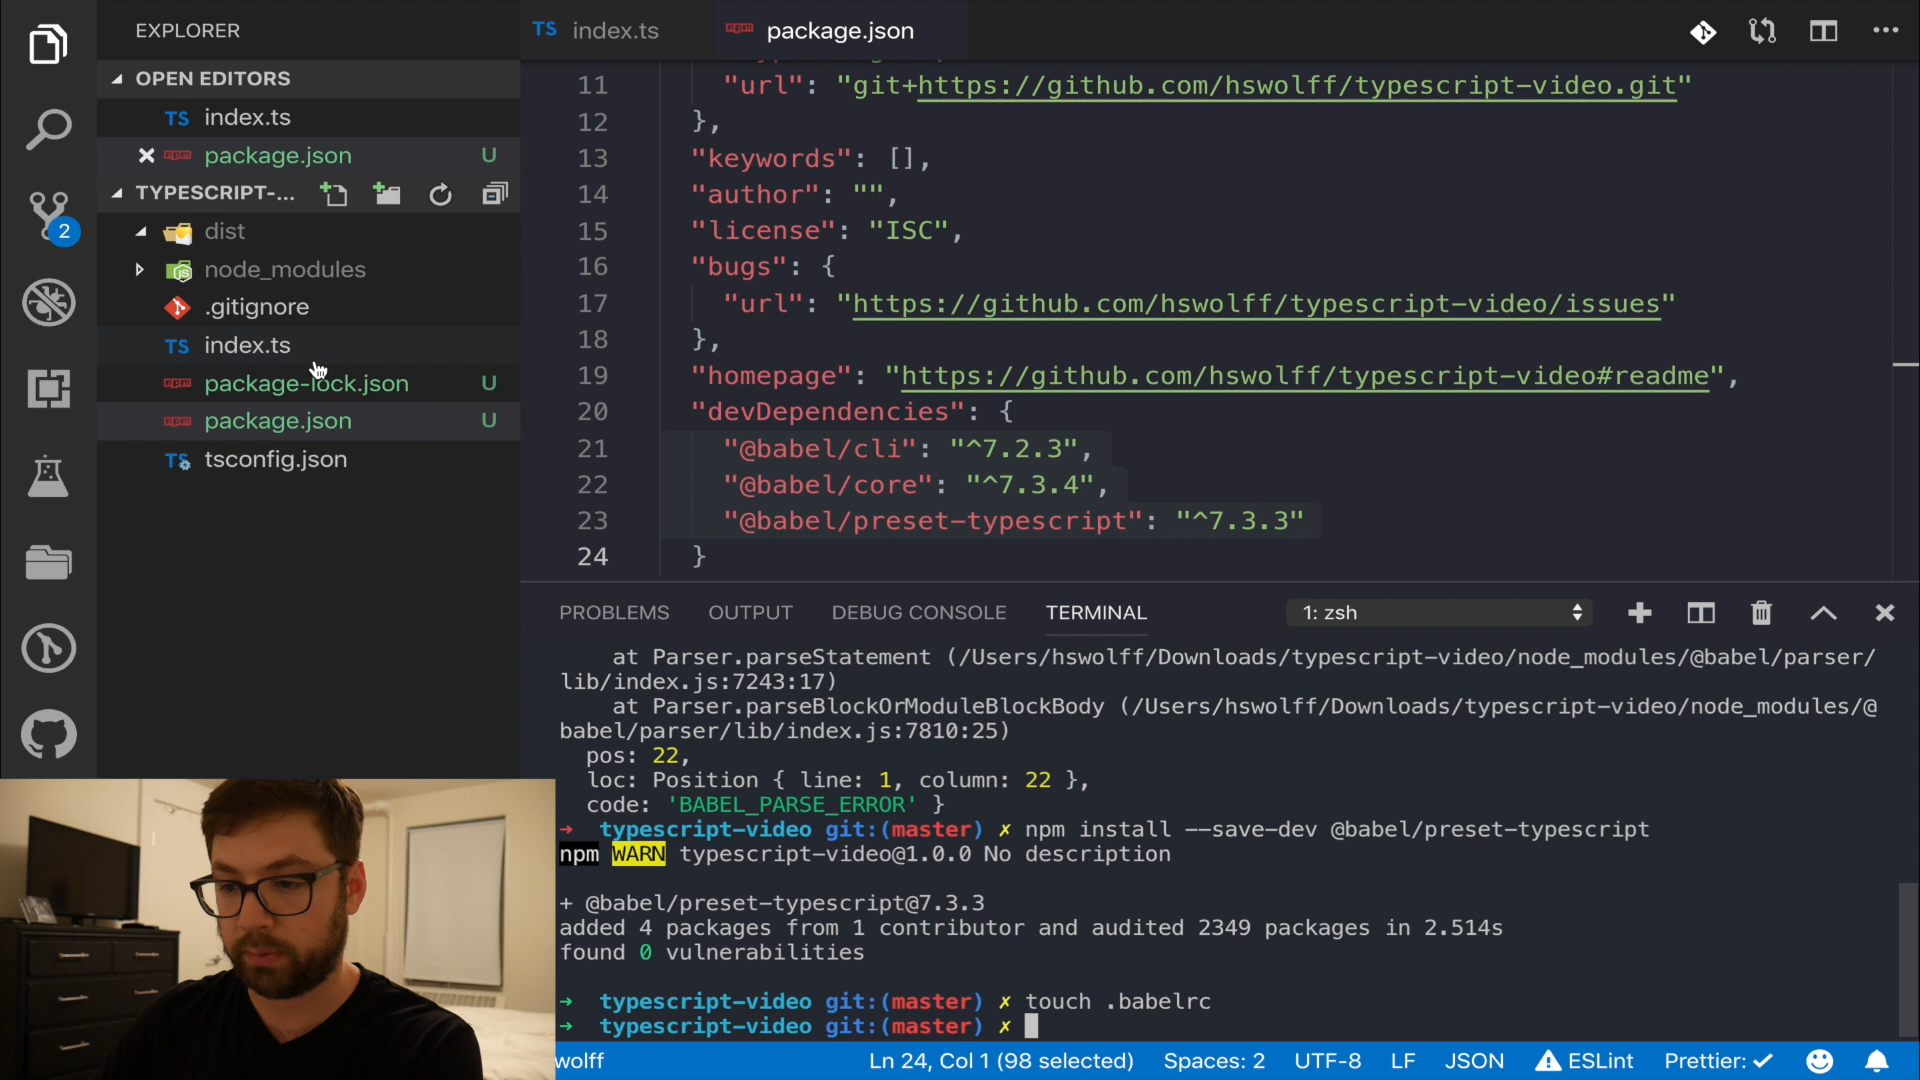 EXPLORER
OPEN EDITORS
TS index.ts
package.json U
TYPESCRIPT-...
dist
node_modules
.gitignore
TS index.ts
package-lock.json U
package.json U
TS tsconfig.json
2
TS index.ts
package.json
11 "url": "git+https://github.com/hswolff/typescript-video.git"
12 },
13 "keywords": [],
14 "author": "",
15 "license": "ISC",
16 "bugs": {
17 "url": "https://github.com/hswolff/typescript-video/issues"
18 },
19 "homepage": "https://github.com/hswolff/typescript-video#readme",
20 "devDependencies": {
21 "@babel/cli": "^7.2.3",
22 "@babel/core": "^7.3.4",
23 "@babel/preset-typescript": "^7.3.3"
24 }
PROBLEMS OUTPUT DEBUG CONSOLE TERMINAL 1: zsh
at Parser.parseStatement (/Users/hswolff/Downloads/typescript-video/node_modules/@babel/parser/
lib/index.js:7243:17)
at Parser.parseBlockOrModuleBlockBody (/Users/hswolff/Downloads/typescript-video/node_modules/@
babel/parser/lib/index.js:7810:25)
pos: 22,
loc: Position { line: 1, column: 22 },
code: 'BABEL_PARSE_ERROR' }
➜ typescript-video git:(master) ✗ npm install --save-dev @babel/preset-typescript
npm WARN typescript-video@1.0.0 No description
+ @babel/preset-typescript@7.3.3
added 4 packages from 1 contributor and audited 2349 packages in 2.514s
found 0 vulnerabilities
➜ typescript-video git:(master) ✗ touch .babelrc
➜ typescript-video git:(master) ✗
wolff Ln 24, Col 1 (98 selected) Spaces: 2 UTF-8 LF JSON ESLint Prettier: ✓